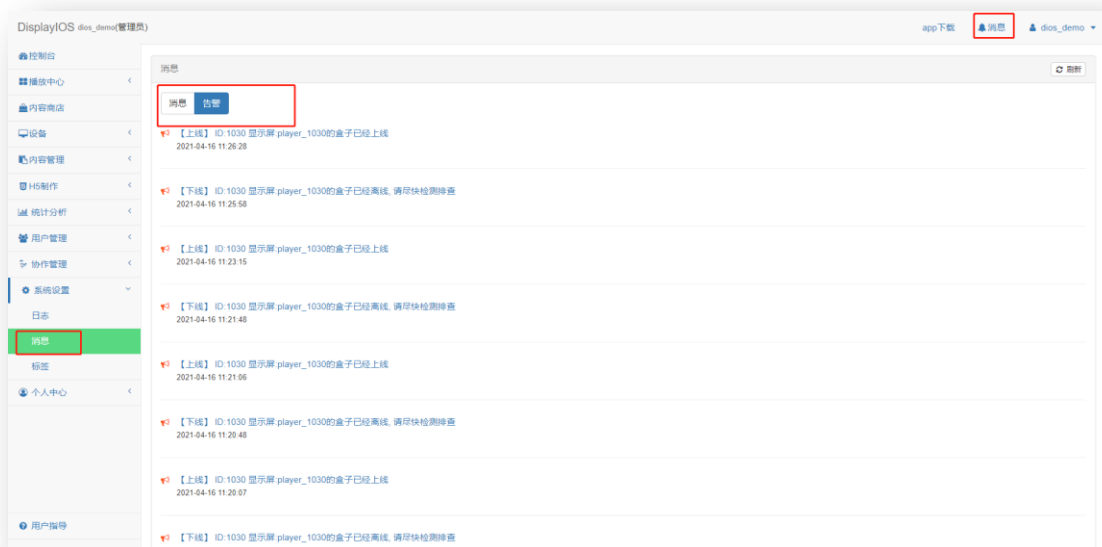 DisplayIOS dios_demo(管理员)
app下载
消息
dios_demo
控制台
播放中心
内容商店
设备
内容管理
H5制作
统计分析
用户管理
协作管理
系统设置
日志
消息
标签
个人中心
用户指导
消息
刷新
消息 告警
【上线】 ID:1030 显示屏:player_1030的盒子已经上线
2021-04-16 11:26:28
【下线】 ID:1030 显示屏:player_1030的盒子已经离线, 请尽快检测排查
2021-04-16 11:25:58
【上线】 ID:1030 显示屏:player_1030的盒子已经上线
2021-04-16 11:23:15
【下线】 ID:1030 显示屏:player_1030的盒子已经离线, 请尽快检测排查
2021-04-16 11:21:48
【上线】 ID:1030 显示屏:player_1030的盒子已经上线
2021-04-16 11:21:06
【下线】 ID:1030 显示屏:player_1030的盒子已经离线, 请尽快检测排查
2021-04-16 11:20:48
【上线】 ID:1030 显示屏:player_1030的盒子已经上线
2021-04-16 11:20:07
【下线】 ID:1030 显示屏:player_1030的盒子已经离线, 请尽快检测排查